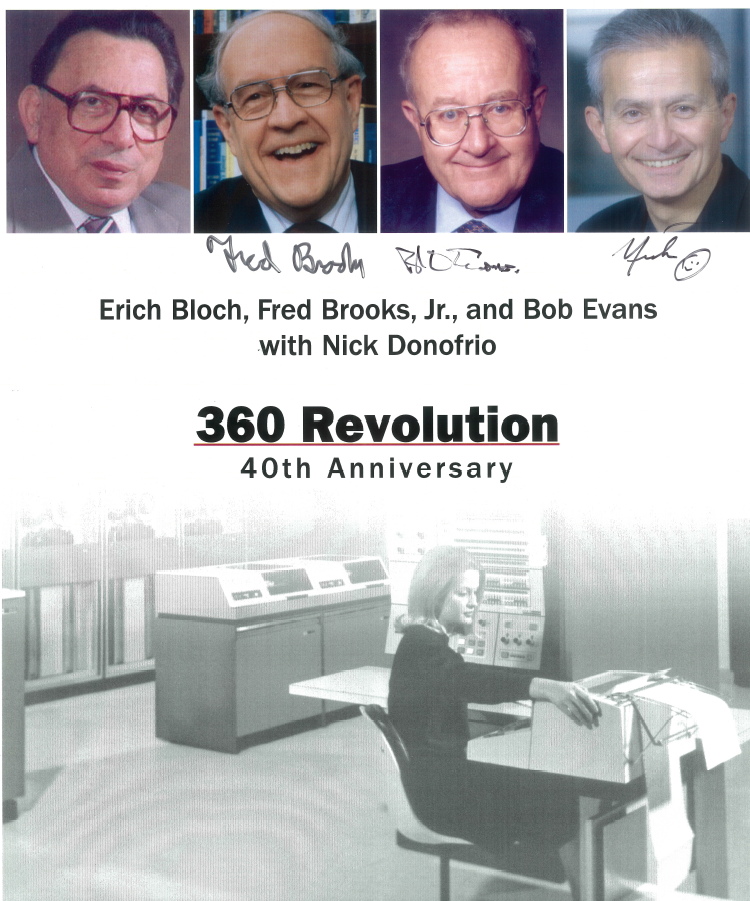 Fred Brooks
Erich Bloch, Fred Brooks, Jr., and Bob Evans
with Nick Donofrio
360 Revolution
40th Anniversary